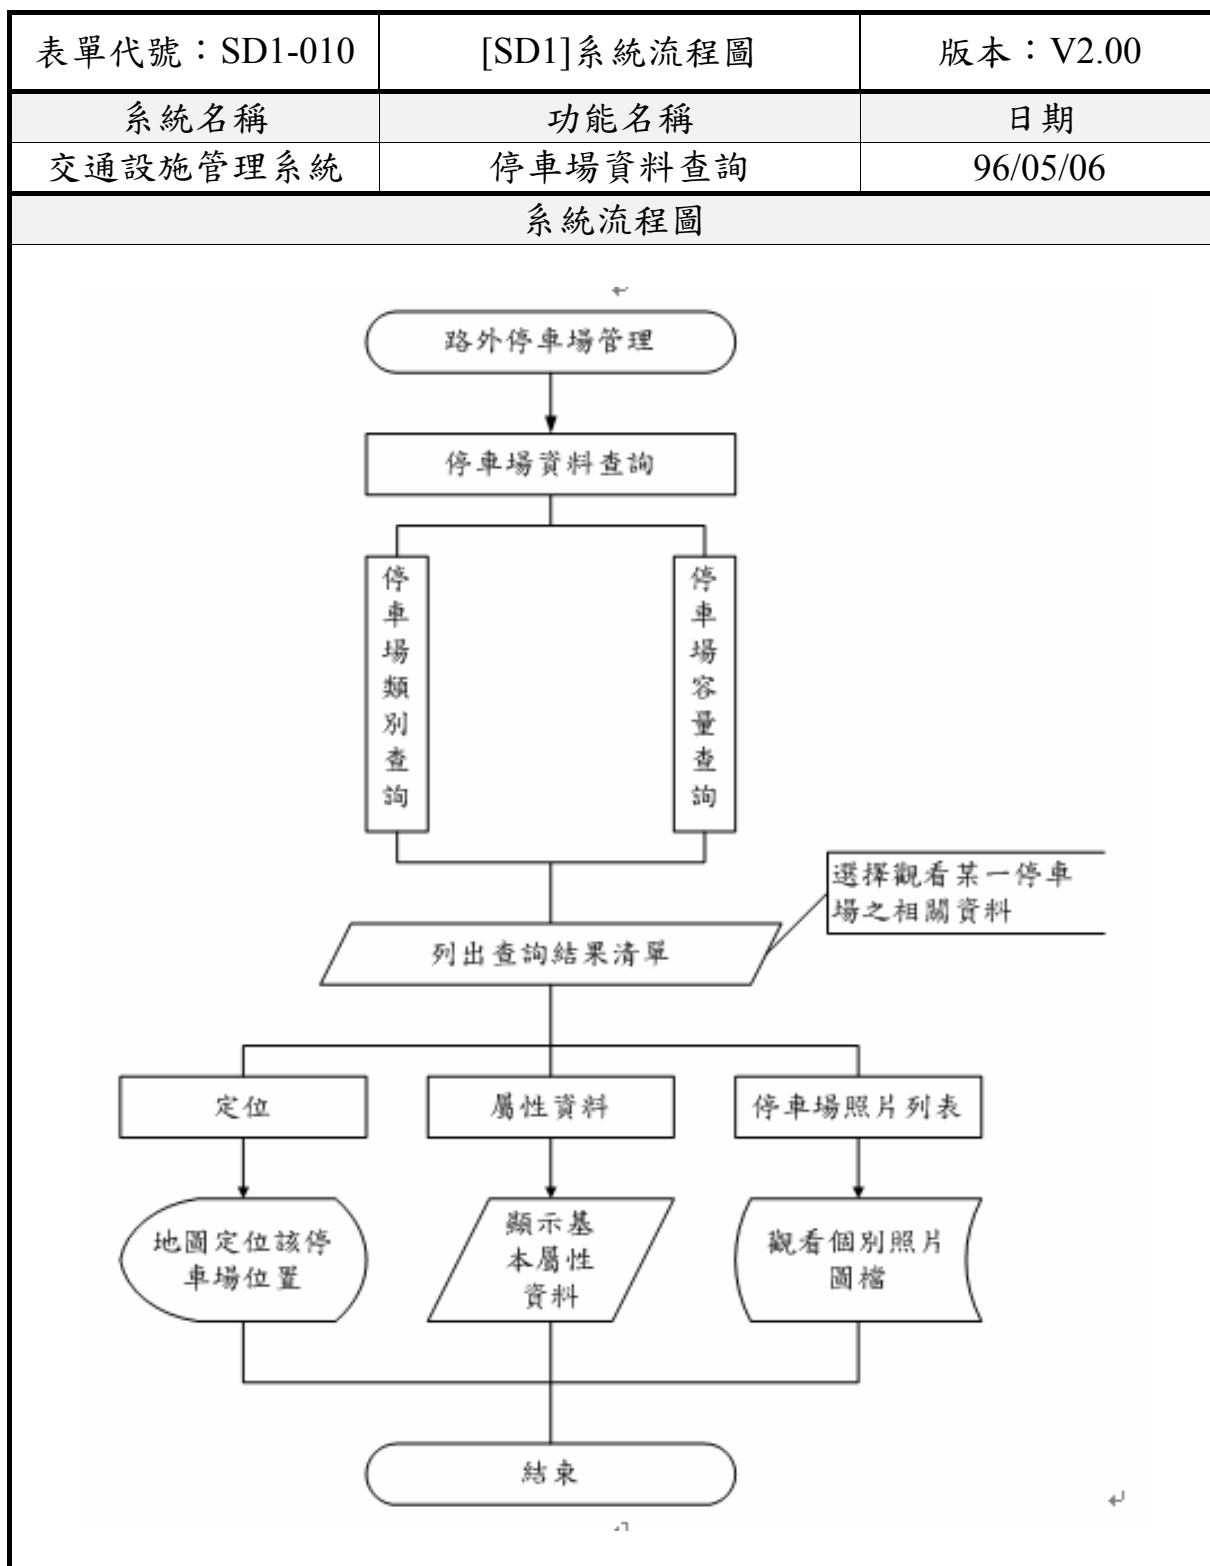 表單代號：SD1-010
[SD1]系統流程圖
版本：V2.00
系統名稱
功能名稱
日期
交通設施管理系統
停車場資料查詢
96/05/06
系統流程圖
路外停車場管理
停車場資料查詢
停車場類別查詢
停車場容量查詢
選擇觀看某一停車
場之相關資料
列出查詢結果清單
定位
屬性資料
停車場照片列表
地圖定位該停
車場位置
顯示基
本屬性
資料
觀看個別照片
圖檔
結束